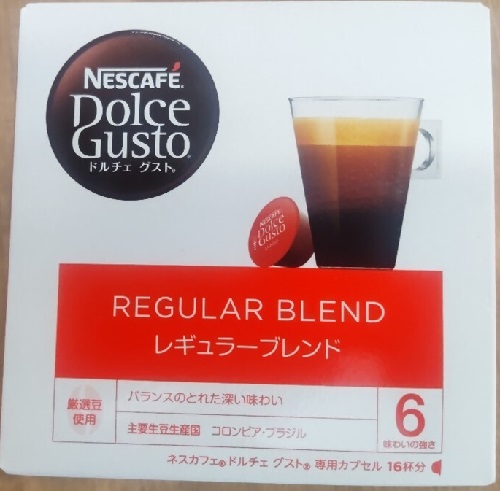 NESCAFÉ®
Dolce
Gusto®
ドルチェ グスト®
NESCAFÉ
Dolce
Gusto
REGULAR BLEND
レギュラーブレンド
厳選豆
使用
バランスのとれた深い味わい
主要生豆生産国 コロンビア・ブラジル
6
味わいの強さ
ネスカフェ® ドルチェ グスト® 専用カプセル 16杯分